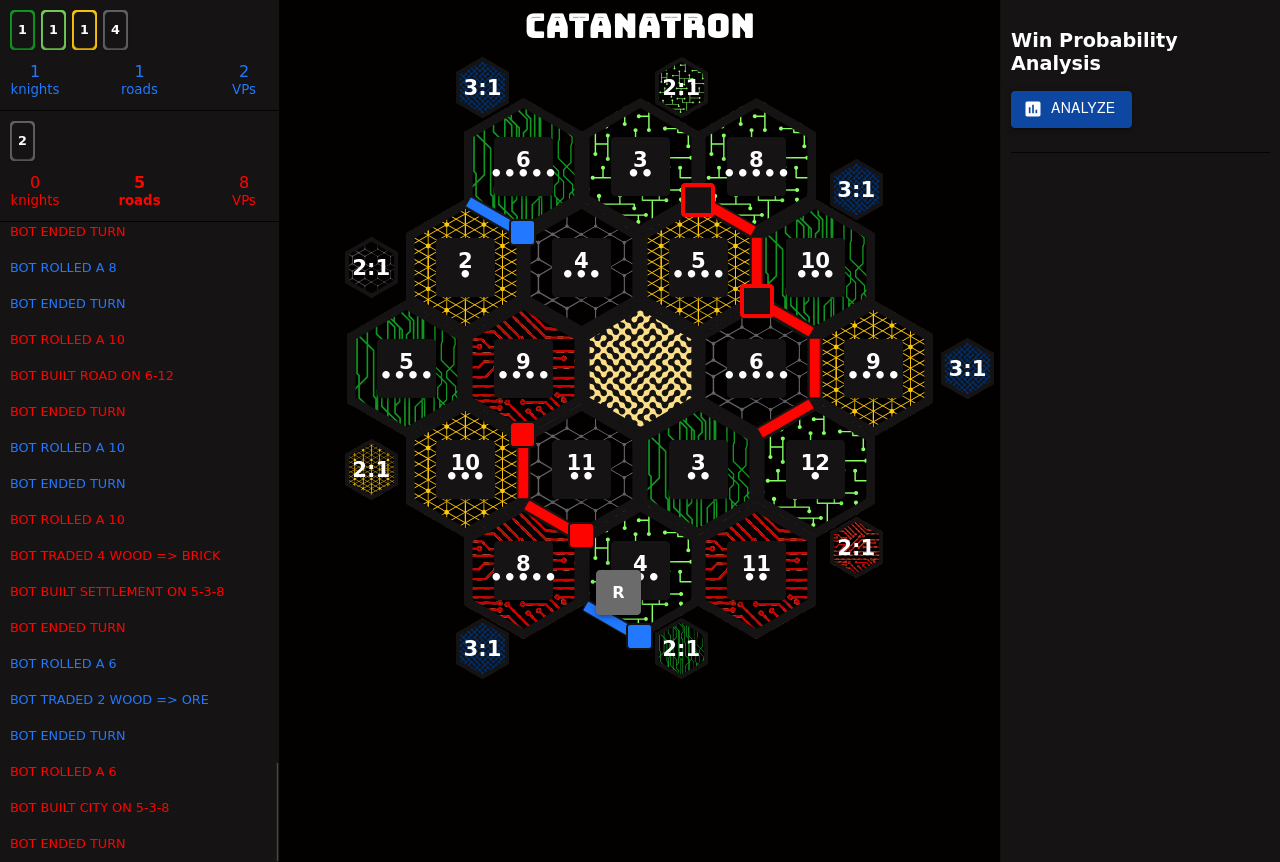 1 1 1 4
1 1 2
knights roads VPs
2
0 5 8
knights roads VPs
BOT ENDED TURN
BOT ROLLED A 8
BOT ENDED TURN
BOT ROLLED A 10
BOT BUILT ROAD ON 6-12
BOT ENDED TURN
BOT ROLLED A 10
BOT ENDED TURN
BOT ROLLED A 10
BOT TRADED 4 WOOD => BRICK
BOT BUILT SETTLEMENT ON 5-3-8
BOT ENDED TURN
BOT ROLLED A 6
BOT TRADED 2 WOOD => ORE
BOT ENDED TURN
BOT ROLLED A 6
BOT BUILT CITY ON 5-3-8
BOT ENDED TURN
CATANATRON
3:1 2:1
6 3 8
3:1
2:1 2 4 5 10
5 9 6 9 3:1
2:1 10 11 3 12
2:1
8 4 11
R
3:1 2:1
Win Probability
Analysis
ANALYZE